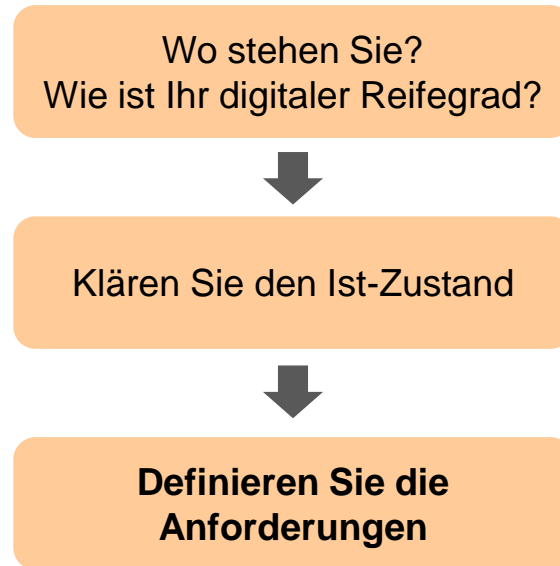 Wo stehen Sie?
Wie ist Ihr digitaler Reifegrad?
Klären Sie den Ist-Zustand
Definieren Sie die
Anforderungen